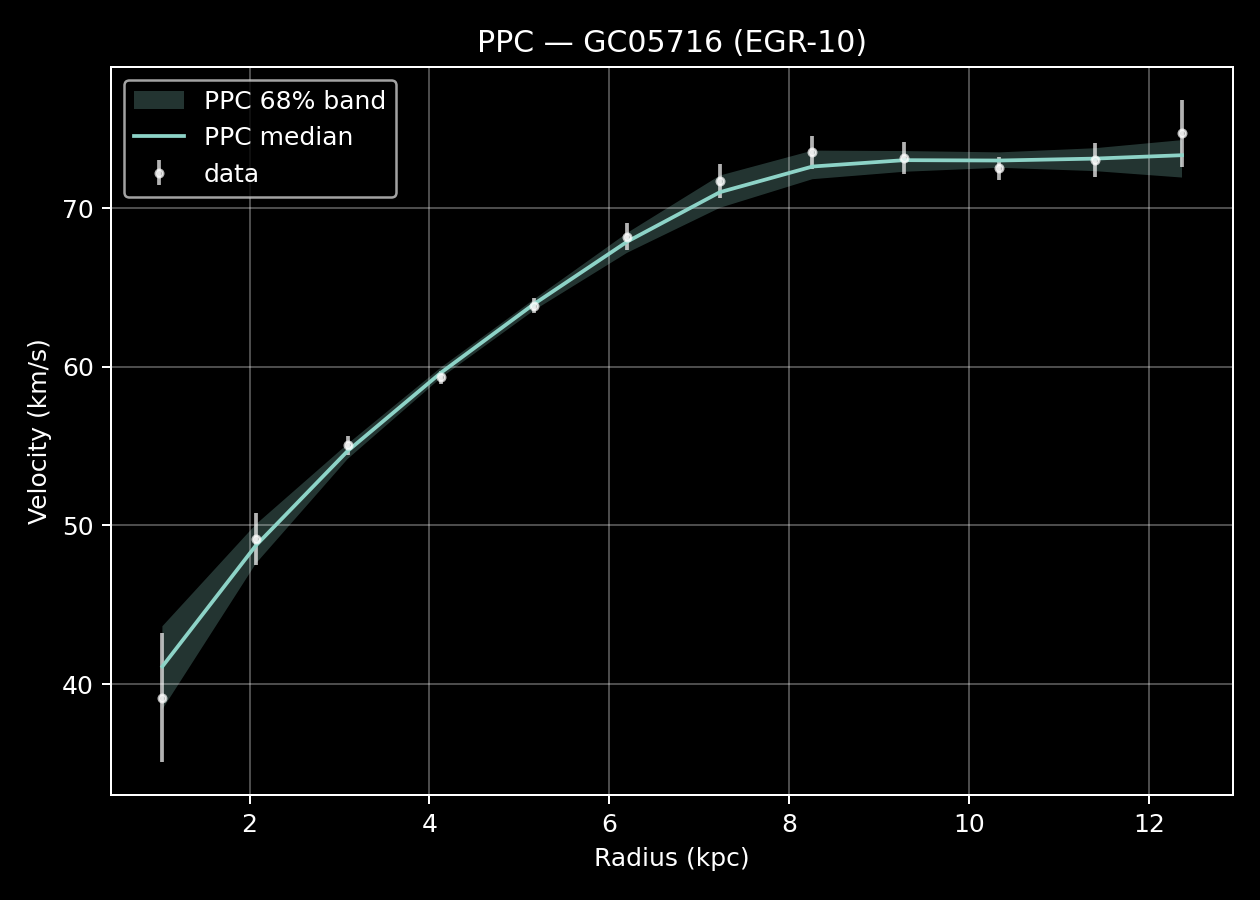 PPC — GC05716 (EGR-10)
PPC 68% band
PPC median
data
70
60
50
40
Velocity (km/s)
2 4 6 8 10 12
Radius (kpc)